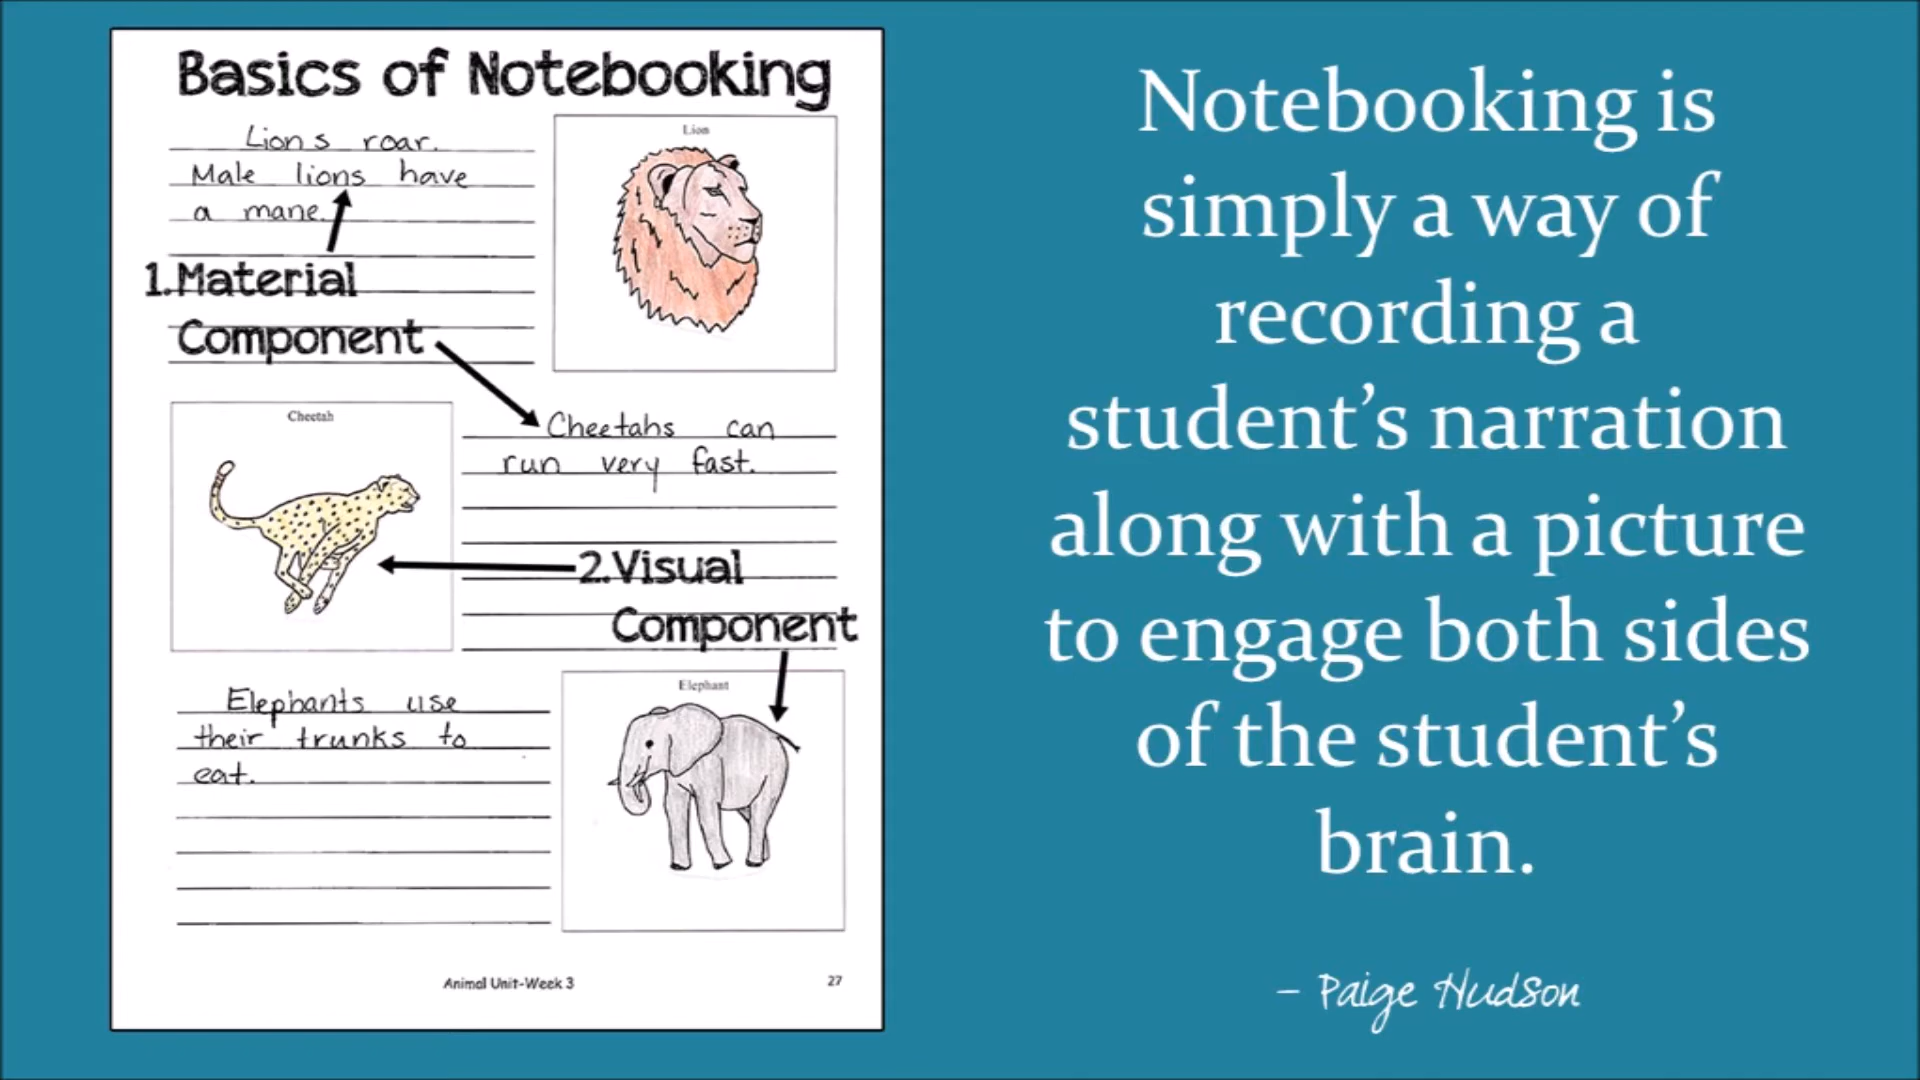 Basics of Notebooking
Lions roar.
Male lions have
a mane.
Lion
1. Material
Component
Cheetah
Cheetahs can
run very fast.
2. Visual
Component
Elephants use
their trunks to
eat.
Elephant
Animal Unit-Week 3
27
Notebooking is
simply a way of
recording a
student’s narration
along with a picture
to engage both sides
of the student’s
brain.
– Paige Hudson